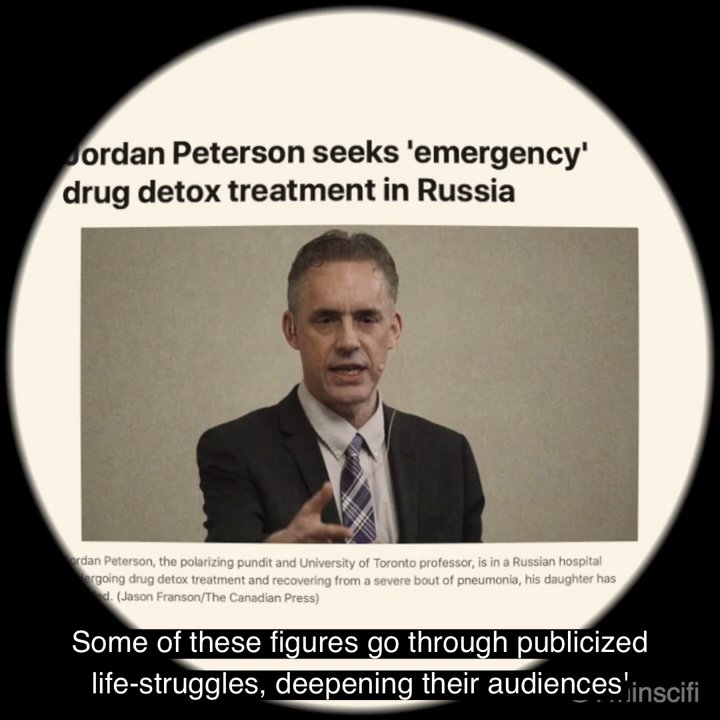 Jordan Peterson seeks 'emergency'
drug detox treatment in Russia
Jordan Peterson, the polarizing pundit and University of Toronto professor, is in a Russian hospital
undergoing drug detox treatment and recovering from a severe bout of pneumonia, his daughter has
(Jason Franson/The Canadian Press)
Some of these figures go through publicized
life-struggles, deepening their audiences'